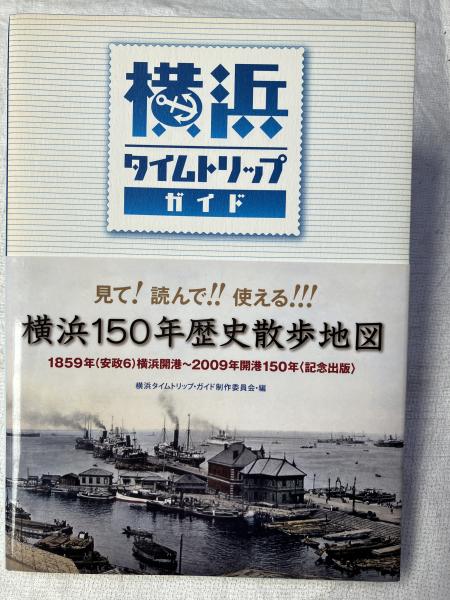 横浜
タイムトリップ
ガイド
見て! 読んで!! 使える!!!
横浜150年歴史散歩地図
1859年〈安政6〉横浜開港~2009年開港150年〈記念出版〉
横浜タイムトリップ・ガイド制作委員会・編